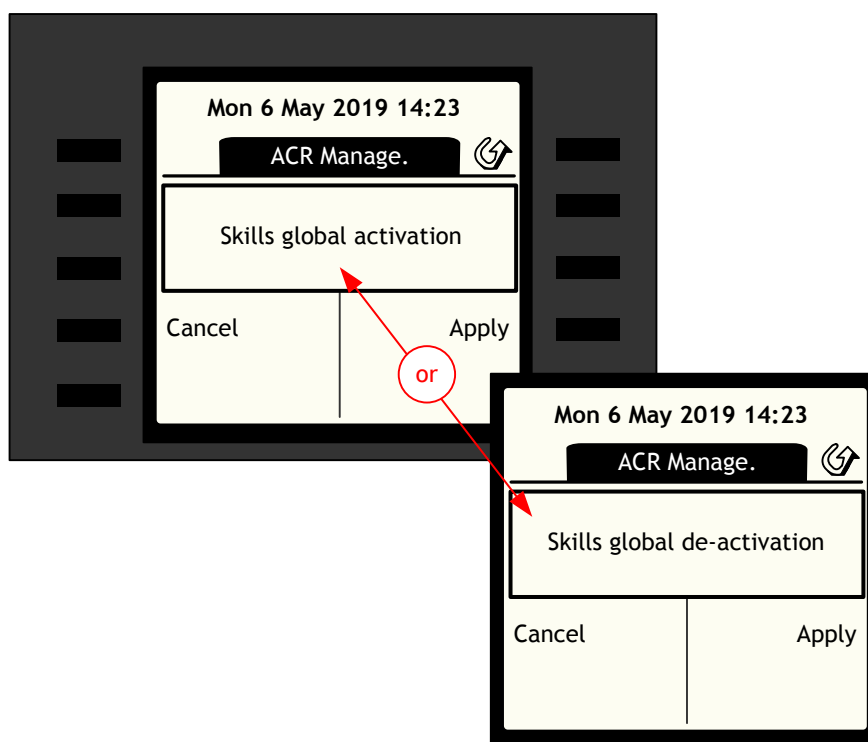 Mon 6 May 2019 14:23
ACR Manage.
Skills global activation
Cancel Apply
or
Mon 6 May 2019 14:23
ACR Manage.
Skills global de-activation
Cancel Apply